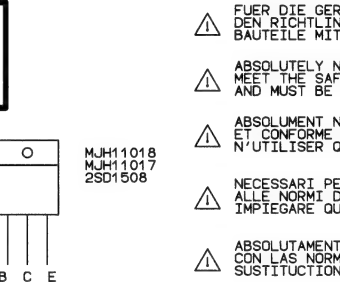 MJH11018
MJH11017
2SD1508
B C E
FUER DIE GER
DEN RICHTLIN
BAUTEILE MIT
ABSOLUTELY N
MEET THE SAF
AND MUST BE
ABSOLUMENT N
ET CONFORME
N'UTILISER Q
NECESSARI PE
ALLE NORMI D
IMPIEGARE QU
ABSOLUTAMENT
CON LAS NORM
SUSTITUCTION